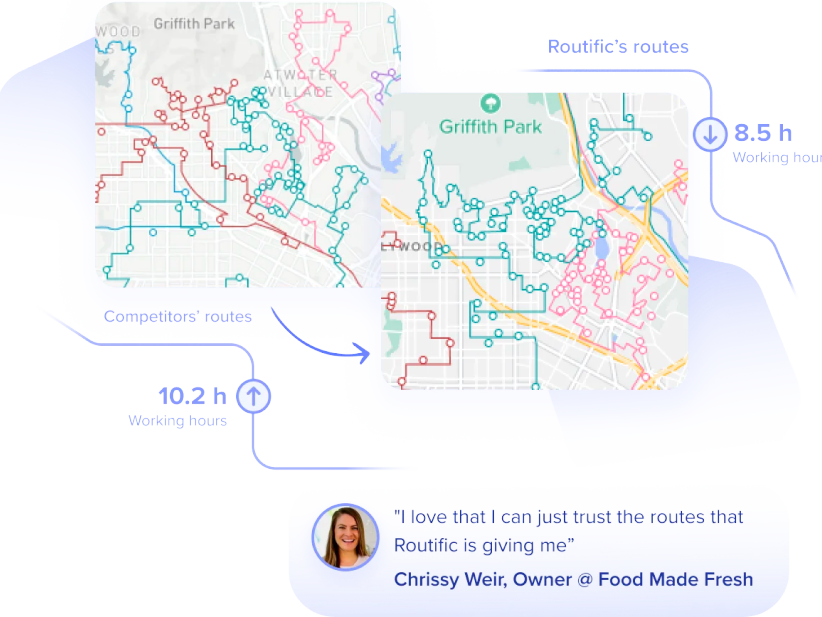 WOOD
Griffith Park
ATWATER
VILLAGE
Routific’s routes
8.5 h
Working hour
Griffith Park
LYWOOD
Competitors’ routes
10.2 h
Working hours
"I love that I can just trust the routes that
Routific is giving me”
Chrissy Weir, Owner @ Food Made Fresh